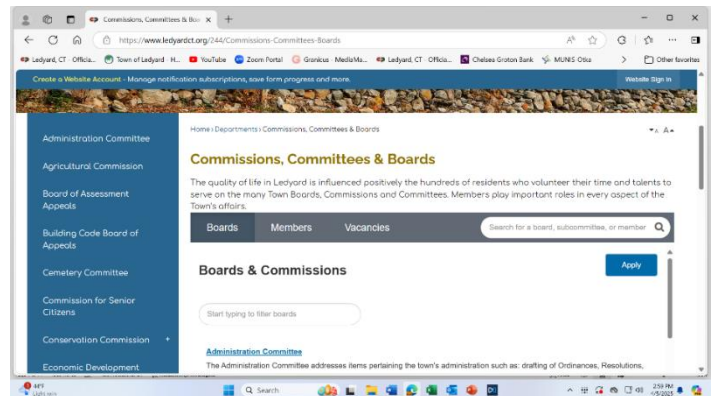 Commissions, Committees & Boa
https://www.ledyardct.org/244/Commissions-Committees-Boards
Ledyard, CT - Officia...
Town of Ledyard H...
YouTube
Zoom Portal
Granicus - MediaMa...
Ledyard, CT - Officia...
Chelsea Groton Bank
MUNIS Otka
Other favorites
Create a Website Account - Manage notification subscriptions, save form progress and more.
Website Sign In
Home › Departments › Commissions, Committees & Boards
Administration Committee
Agricultural Commission
Board of Assessment
Appeals
Building Code Board of
Appeals
Cemetery Committee
Commission for Senior
Citizens
Conservation Commission +
Economic Development
Commissions, Committees & Boards
The quality of life in Ledyard is influenced positively the hundreds of residents who volunteer their time and talents to
serve on the many Town Boards, Commissions and Committees. Members play important roles in every aspect of the
Town's affairs.
Boards Members Vacancies
Search for a board, subcommittee, or member
Boards & Commissions
Apply
Start typing to filter boards
Administration Committee
The Administration Committee addresses items pertaining the town's administration such as: drafting of Ordinances, Resolutions,
44°F
Search
2:59 PM